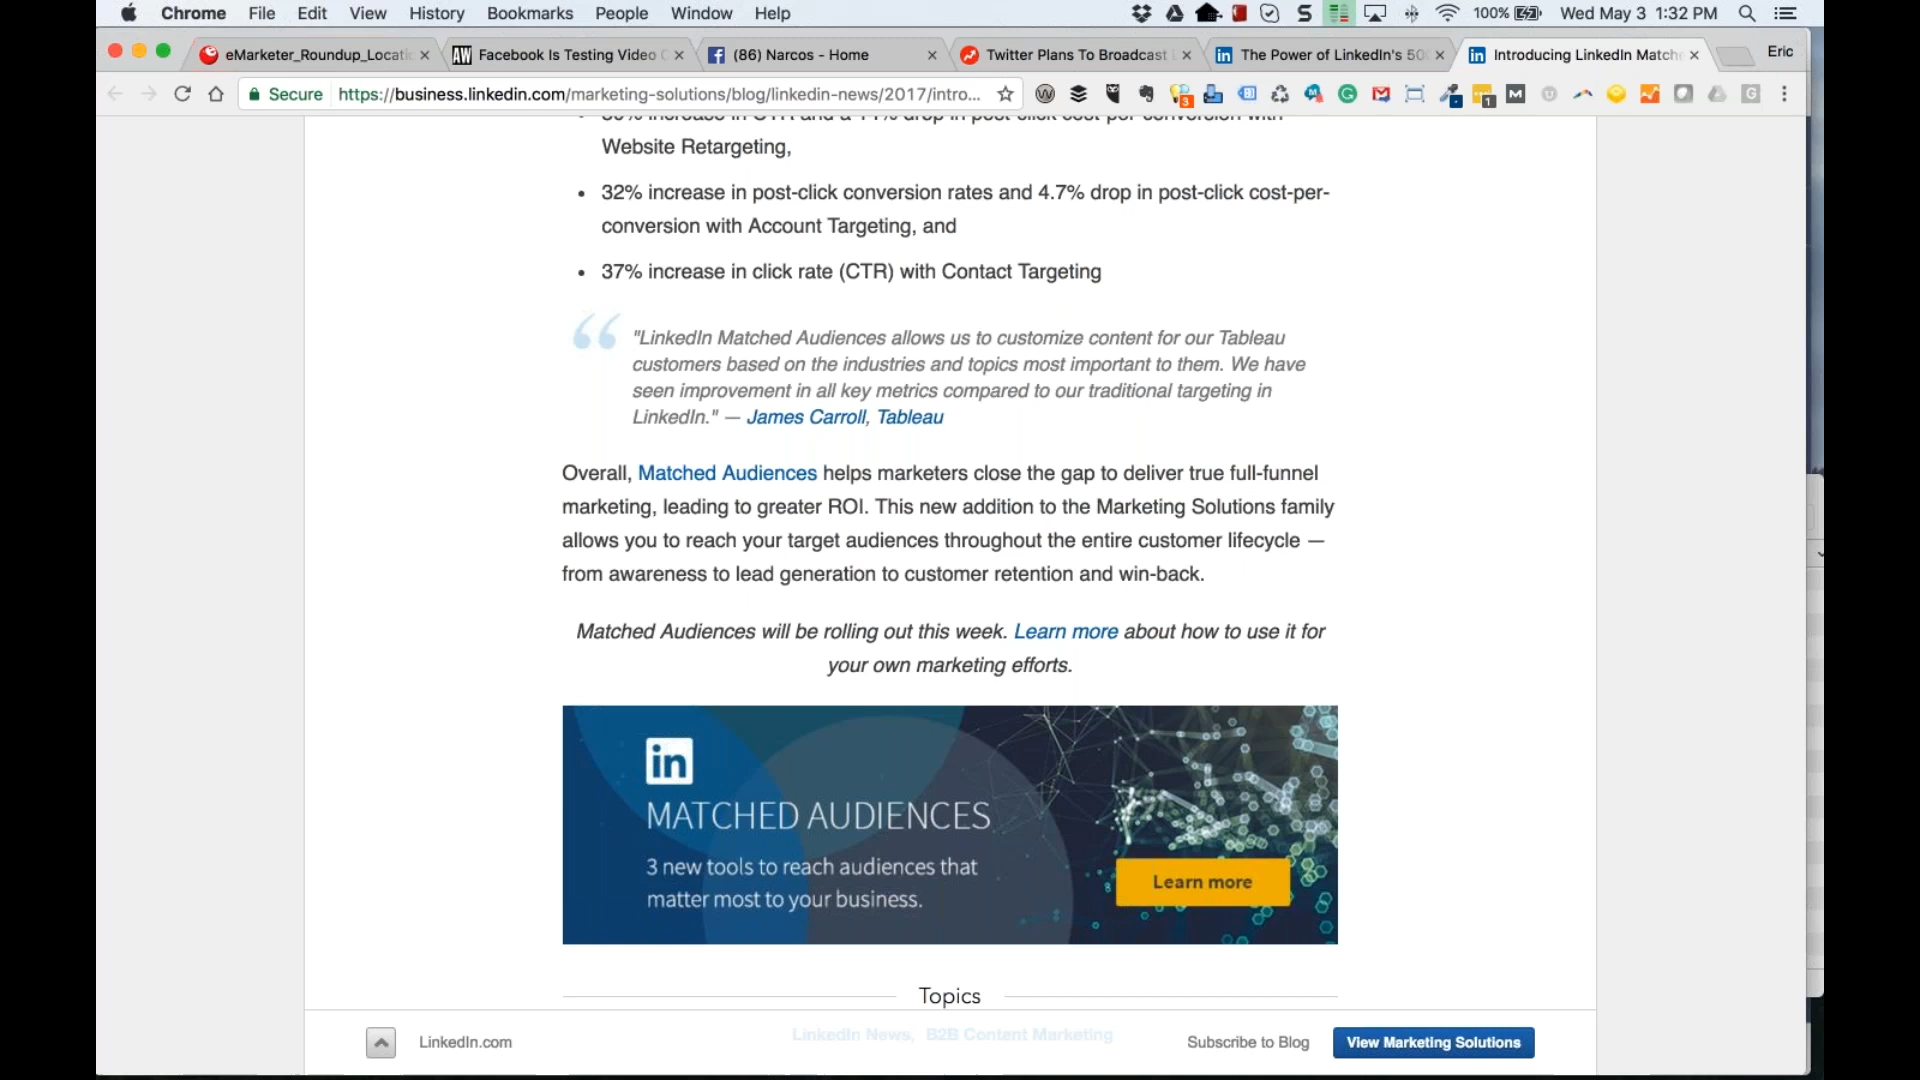 Chrome File Edit View History Bookmarks People Window Help 100% Wed May 3 1:32 PM
eMarketer_Roundup_Locati Facebook Is Testing Video (86) Narcos - Home Twitter Plans To Broadcast The Power of LinkedIn's 50 Introducing LinkedIn Match Eric
Secure https://business.linkedin.com/marketing-solutions/blog/linkedin-news/2017/intro...
Website Retargeting,
• 32% increase in post-click conversion rates and 4.7% drop in post-click cost-per-
conversion with Account Targeting, and
• 37% increase in click rate (CTR) with Contact Targeting
"LinkedIn Matched Audiences allows us to customize content for our Tableau
customers based on the industries and topics most important to them. We have
seen improvement in all key metrics compared to our traditional targeting in
LinkedIn." — James Carroll, Tableau
Overall, Matched Audiences helps marketers close the gap to deliver true full-funnel
marketing, leading to greater ROI. This new addition to the Marketing Solutions family
allows you to reach your target audiences throughout the entire customer lifecycle —
from awareness to lead generation to customer retention and win-back.
Matched Audiences will be rolling out this week. Learn more about how to use it for
your own marketing efforts.
in
MATCHED AUDIENCES
3 new tools to reach audiences that
matter most to your business.
Learn more
Topics
LinkedIn News, B2B Content Marketing
LinkedIn.com Subscribe to Blog View Marketing Solutions